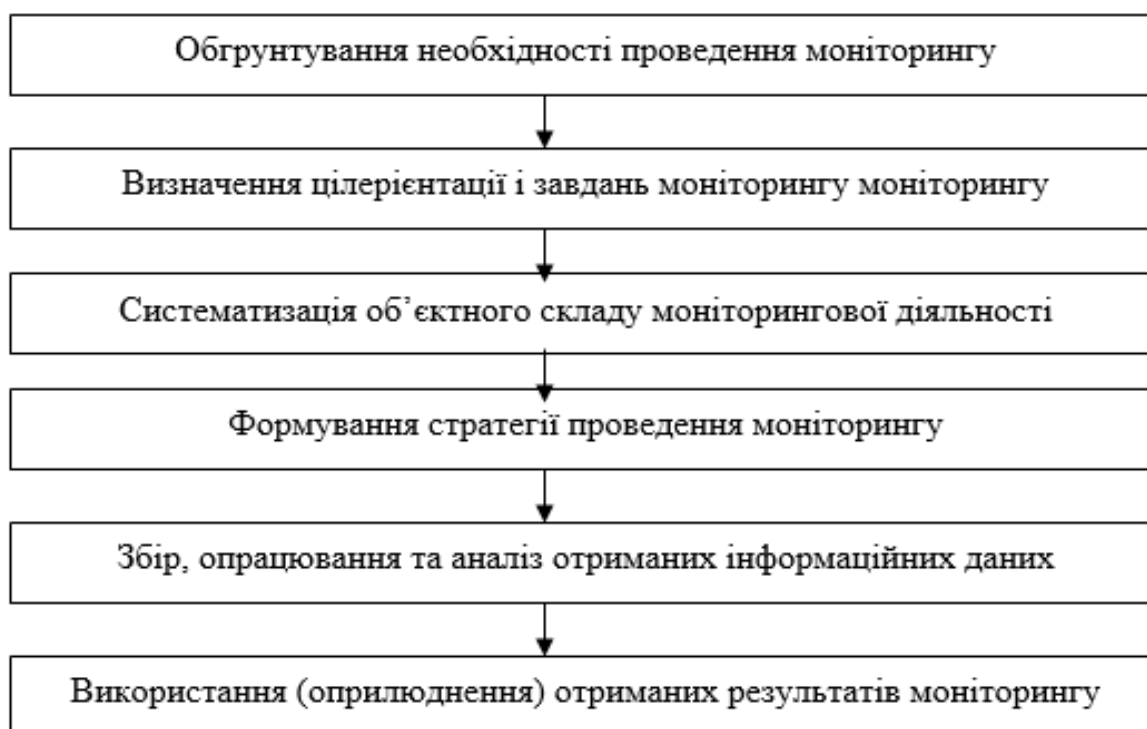 Обгрунтування необхідності проведення моніторингу
Визначення цілерієнтації і завдань моніторингу моніторингу
Систематизація об’єктного складу моніторингової діяльності
Формування стратегії проведення моніторингу
Збір, опрацювання та аналіз отриманих інформаційних даних
Використання (оприлюднення) отриманих результатів моніторингу